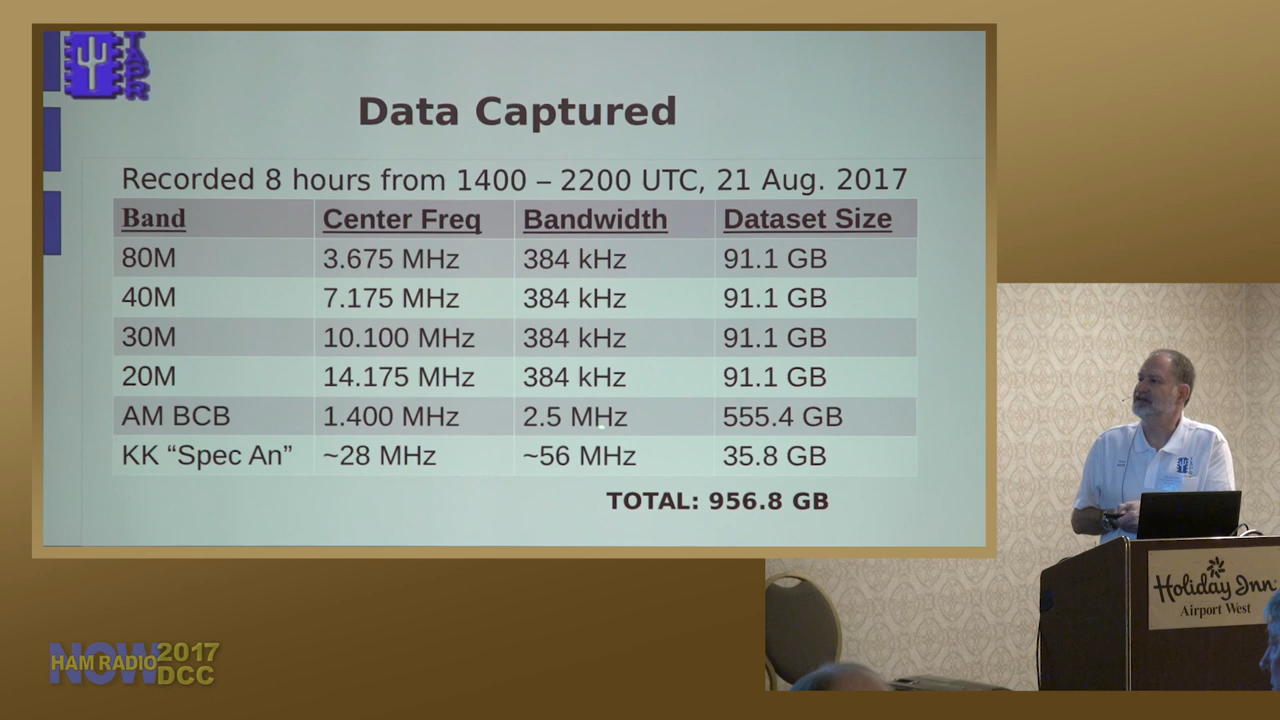 TAPR
Data Captured
Recorded 8 hours from 1400 – 2200 UTC, 21 Aug. 2017
Band Center Freq Bandwidth Dataset Size
80M 3.675 MHz 384 kHz 91.1 GB
40M 7.175 MHz 384 kHz 91.1 GB
30M 10.100 MHz 384 kHz 91.1 GB
20M 14.175 MHz 384 kHz 91.1 GB
AM BCB 1.400 MHz 2.5 MHz 555.4 GB
KK “Spec An” ~28 MHz ~56 MHz 35.8 GB
TOTAL: 956.8 GB
Holiday Inn
Airport West
NOW
HAM RADIO 2017
DCC